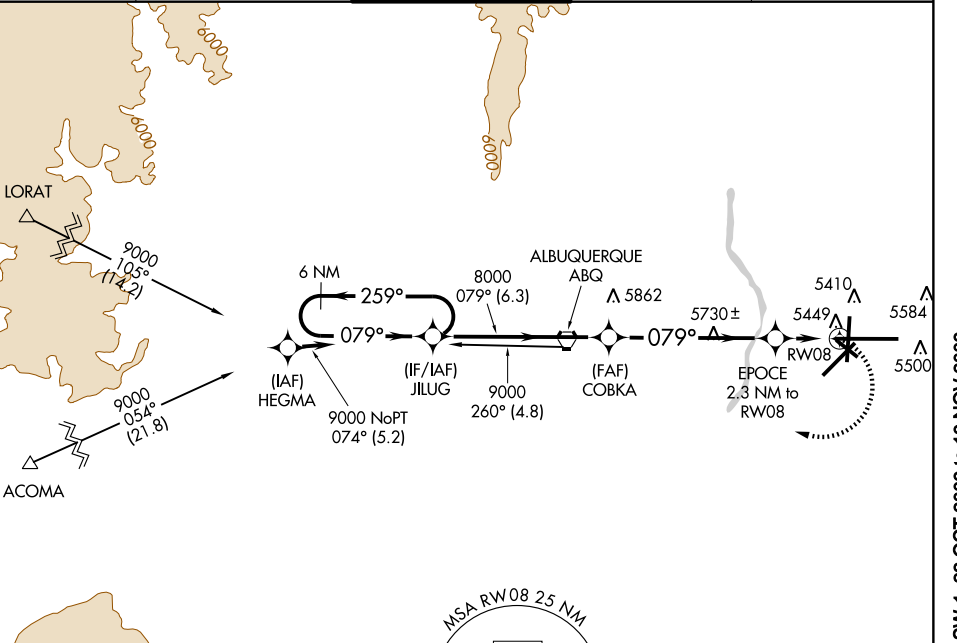 6000
6000
6000
LORAT
9000
105°
(14.2)
6 NM
259°
079°
8000
079° (6.3)
ALBUQUERQUE
ABQ
5862
5730 ±
079°
5410
5449
5584
5500
RW08
(IAF)
HEGMA
(IF/IAF)
JILUG
(FAF)
COBKA
EPOCE
2.3 NM to
RW08
9000
260° (4.8)
9000 NoPT
074° (5.2)
9000
054°
(21.8)
ACOMA
MSA RW08 25 NM